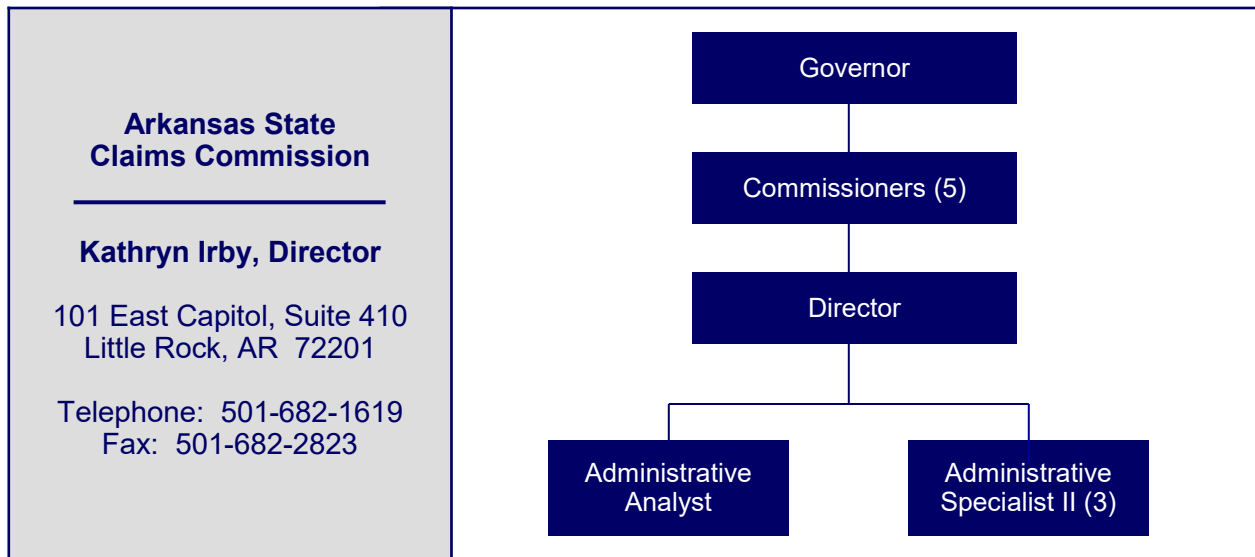 Arkansas State
Claims Commission
Kathryn Irby, Director
101 East Capitol, Suite 410
Little Rock, AR  72201
Telephone:  501-682-1619
Fax:  501-682-2823
Governor
Commissioners (5)
Director
Administrative
Analyst
Administrative
Specialist II (3)